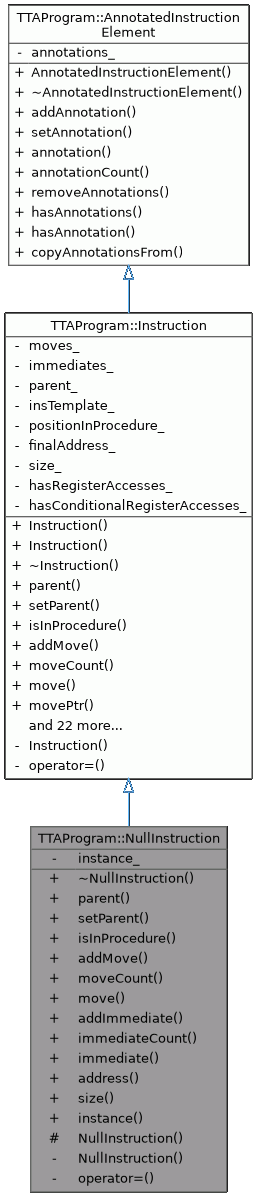 TTAProgram::AnnotatedInstruction
Element
- annotations_
+ AnnotatedInstructionElement()
+ ~AnnotatedInstructionElement()
+ addAnnotation()
+ setAnnotation()
+ annotation()
+ annotationCount()
+ removeAnnotations()
+ hasAnnotations()
+ hasAnnotation()
+ copyAnnotationsFrom()
TTAProgram::Instruction
- moves_
- immediates_
- parent_
- insTemplate_
- positionInProcedure_
- finalAddress_
- size_
- hasRegisterAccesses_
- hasConditionalRegisterAccesses_
+ Instruction()
+ Instruction()
+ ~Instruction()
+ parent()
+ setParent()
+ isInProcedure()
+ addMove()
+ moveCount()
+ move()
+ movePtr()
and 22 more...
- Instruction()
- operator=()
TTAProgram::NullInstruction
- instance_
+ ~NullInstruction()
+ parent()
+ setParent()
+ isInProcedure()
+ addMove()
+ moveCount()
+ move()
+ addImmediate()
+ immediateCount()
+ immediate()
+ address()
+ size()
+ instance()
# NullInstruction()
- NullInstruction()
- operator=()